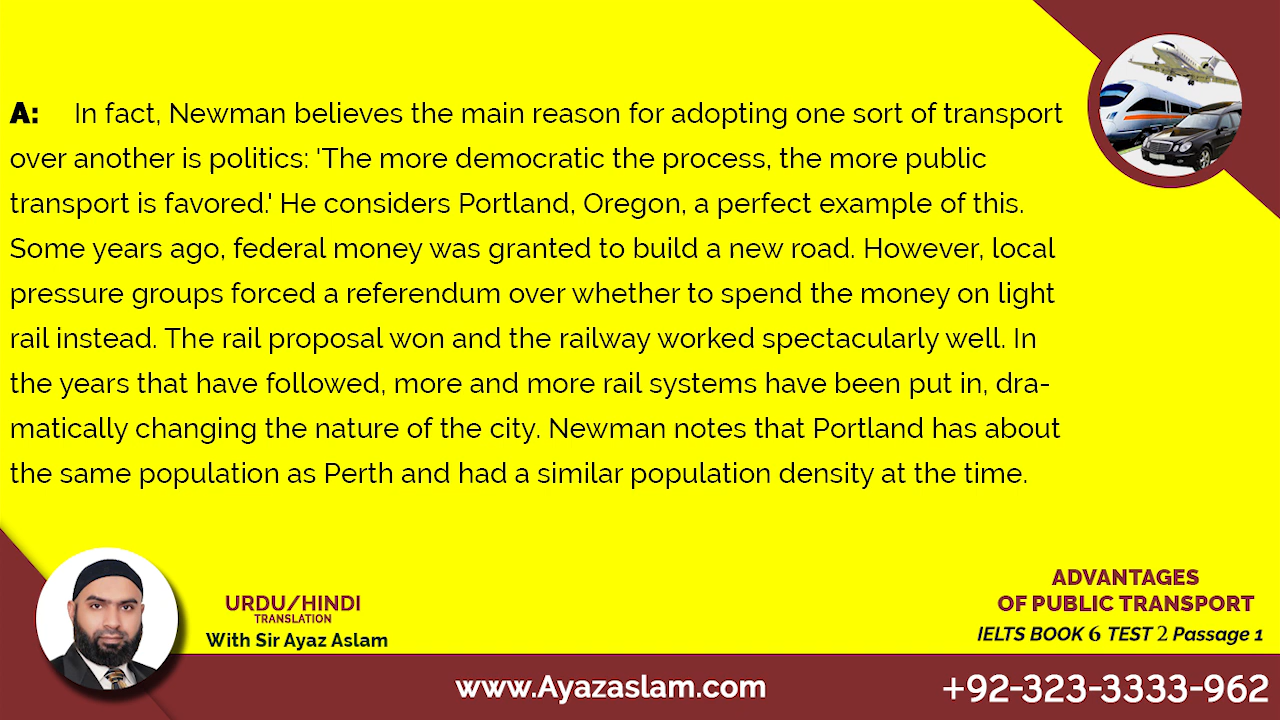 A: In fact, Newman believes the main reason for adopting one sort of transport
over another is politics: 'The more democratic the process, the more public
transport is favored.' He considers Portland, Oregon, a perfect example of this.
Some years ago, federal money was granted to build a new road. However, local
pressure groups forced a referendum over whether to spend the money on light
rail instead. The rail proposal won and the railway worked spectacularly well. In
the years that have followed, more and more rail systems have been put in, dra-
matically changing the nature of the city. Newman notes that Portland has about
the same population as Perth and had a similar population density at the time.
URDU/HINDI
TRANSLATION
With Sir Ayaz Aslam
ADVANTAGES
OF PUBLIC TRANSPORT
IELTS BOOK 6 TEST 2 Passage 1
www.Ayazaslam.com
+92-323-3333-962